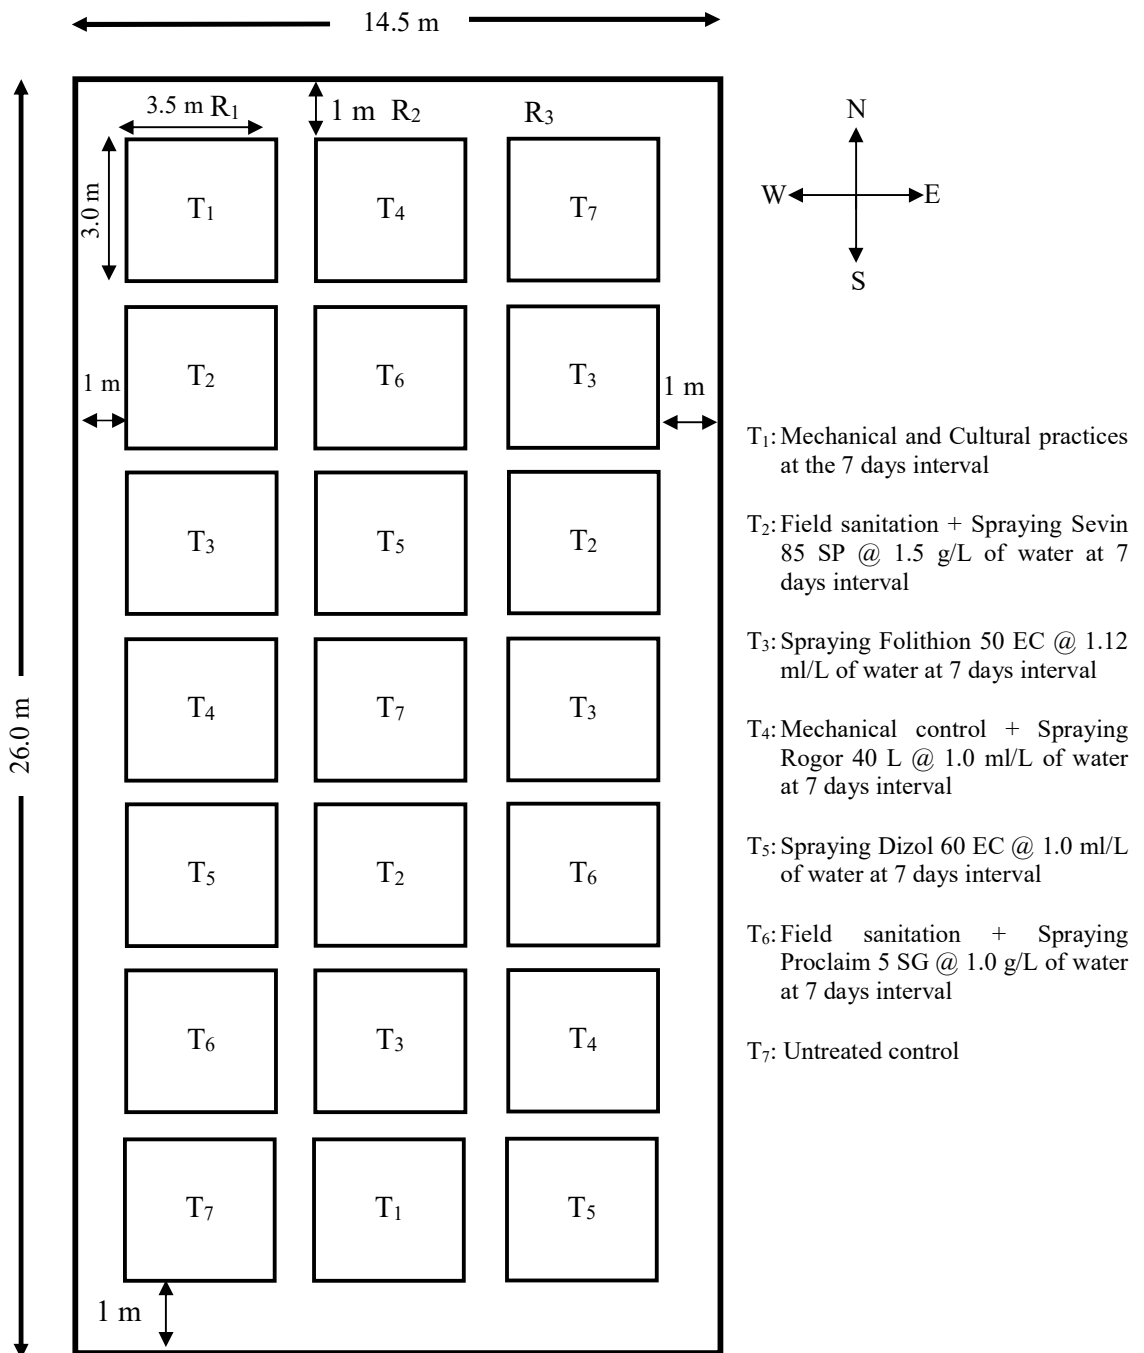 14.5 m
3.5 m R₁
1 m R₂
R₃
N
W
E
S
3.0 m
T₁
T₄
T₇
T₂
T₆
T₃
1 m
1 m
T₃
T₅
T₂
T₄
T₇
T₃
26.0 m
T₅
T₂
T₆
T₆
T₃
T₄
T₇
T₁
T₅
1 m
T₁: Mechanical and Cultural practices
at the 7 days interval
T₂: Field sanitation + Spraying Sevin
85 SP @ 1.5 g/L of water at 7
days interval
T₃: Spraying Folithion 50 EC @ 1.12
ml/L of water at 7 days interval
T₄: Mechanical control + Spraying
Rogor 40 L @ 1.0 ml/L of water
at 7 days interval
T₅: Spraying Dizol 60 EC @ 1.0 ml/L
of water at 7 days interval
T₆: Field sanitation + Spraying
Proclaim 5 SG @ 1.0 g/L of water
at 7 days interval
T₇: Untreated control